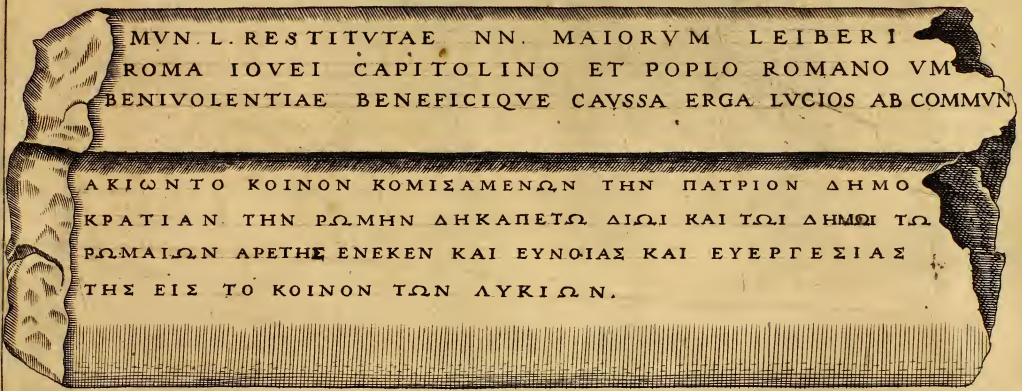 MVN. L. RESTITVTAE NN. MAIORVM LEIBERI
ROMA IOVEI CAPITOLINO ET POPLO ROMANO VM
BENIVOLENTIAE BENEFICIQVE CAVSSA ERGA LVCIOS AB COMMVN
ΑΚΙωΝΤΟ ΚΟΙΝΟΝ ΚΟΜΙΣΑΜΕΝΩΝ ΤΗΝ ΠΑΤΡΙΟΝ ΔΗΜΟ
ΚΡΑΤΙΑΝ. ΤΗΝ ΡΩΜΗΝ ΔΗΚΑΠΕΤΩ ΔΙΩΙ ΚΑΙ ΤΩΙ ΔΗΜΩΙ ΤΩ
ΡΩΜΑΙΩΝ ΑΡΕΤΗΣ ΕΝΕΚΕΝ ΚΑΙ ΕΥΝΟΙΑΣ ΚΑΙ ΕΥΕΡΓΕΣΙΑΣ
ΤΗΣ ΕΙΣ ΤΟ ΚΟΙΝΟΝ ΤΩΝ ΛΥΚΙΩΝ.